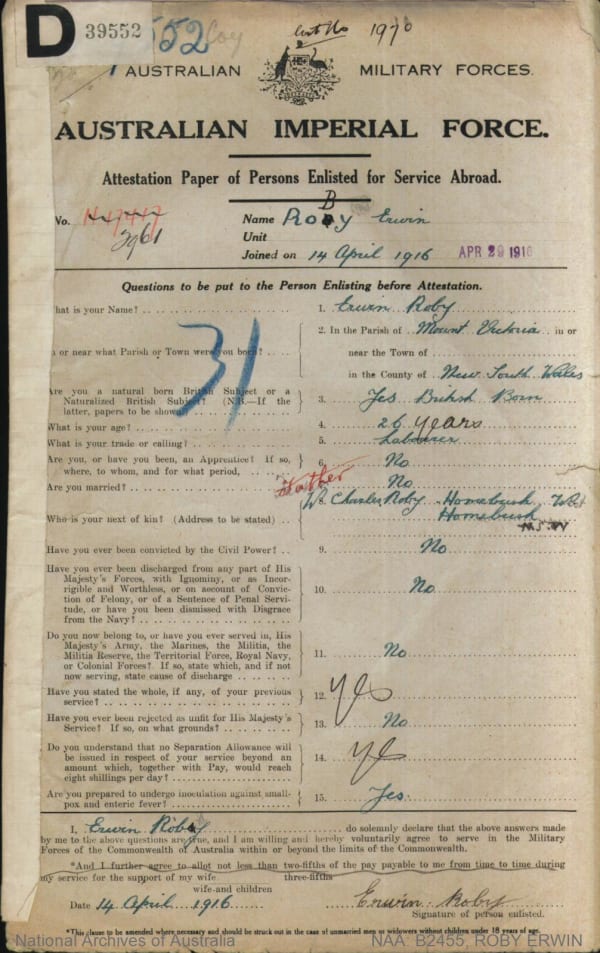 D 39552 552 Coy 1970
AUSTRALIAN MILITARY FORCES.
AUSTRALIAN IMPERIAL FORCE.
Attestation Paper of Persons Enlisted for Service Abroad.
No. 3961
Name ROBY Erwin
Unit
Joined on 14 April 1916 APR 29 1916
Questions to be put to the Person Enlisting before Attestation.
What is your Name? 1. Erwin Roby
2. In the Parish of Mount Victoria in or
or near what Parish or Town were you born? near the Town of
in the County of New South Wales
Are you a natural born British Subject or a
Naturalized British Subject? (N.B.—If the 3. Yes British Born
latter, papers to be shown)
What is your age? 4. 26 years
What is your trade or calling? 5. Labourer
Are you, or have you been, an Apprentice? If so, 6. No
where, to whom, and for what period,
Are you married? No
Father
Wm Charles Roby Homebush West
Who is your next of kin? (Address to be stated) Homebush
N.S.W
Have you ever been convicted by the Civil Power? 9. No
Have you ever been discharged from any part of His
Majesty's Forces, with Ignominy, or as Incor-
rigible and Worthless, or on account of Convic-
tion of Felony, or of a Sentence of Penal Servi- 10. No
tude, or have you been dismissed with Disgrace
from the Navy?
Do you now belong to, or have you ever served in, His
Majesty's Army, the Marines, the Militia, the
Militia Reserve, the Territorial Force, Royal Navy, 11. No
or Colonial Forces? If so, state which, and if not
now serving, state cause of discharge
Have you stated the whole, if any, of your previous 12. Yes
service?
Have you ever been rejected as unfit for His Majesty's 13. No
Service? If so, on what grounds?
Do you understand that no Separation Allowance will
be issued in respect of your service beyond an 14. Yes
amount which, together with Pay, would reach
eight shillings per day?
Are you prepared to undergo inoculation against small- 15. Yes
pox and enteric fever?
31
I, Erwin Roby do solemnly declare that the above answers made
by me to the above questions are true, and I am willing and hereby voluntarily agree to serve in the Military
Forces of the Commonwealth of Australia within or beyond the limits of the Commonwealth.
*And I further agree to allot not less than two-fifths of the pay payable to me from time to time during
three-fifths
my service for the support of my wife
wife and children
Date 14 April 1916 Erwin Roby
Signature of person enlisted.
*This clause to be amended where necessary and should be struck out in the case of unmarried men or widowers without children under 18 years of age.
National Archives of Australia NAA: B2455, ROBY ERWIN